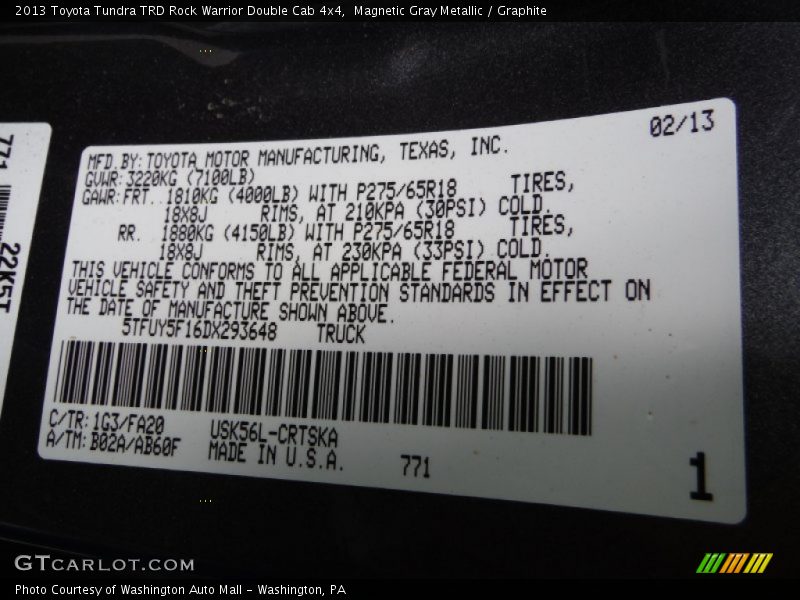 2013 Toyota Tundra TRD Rock Warrior Double Cab 4x4,  Magnetic Gray Metallic / Graphite
771
22K5T
MFD.BY: TOYOTA MOTOR MANUFACTURING, TEXAS, INC. 02/13
GVWR: 3220KG (7100LB)
GAWR: FRT. 1810KG (4000LB) WITH P275/65R18 TIRES,
18X8J RIMS, AT 210KPA (30PSI) COLD.
RR. 1880KG (4150LB) WITH P275/65R18 TIRES,
18X8J RIMS, AT 230KPA (33PSI) COLD.
THIS VEHICLE CONFORMS TO ALL APPLICABLE FEDERAL MOTOR
VEHICLE SAFETY AND THEFT PREVENTION STANDARDS IN EFFECT ON
THE DATE OF MANUFACTURE SHOWN ABOVE.
5TFUY5F16DX293648 TRUCK
C/TR: 1G3/FA20 USK56L-CRTSKA
A/TM: B02A/AB60F MADE IN U.S.A. 771 1
GTCARLOT.COM
Photo Courtesy of Washington Auto Mall - Washington, PA